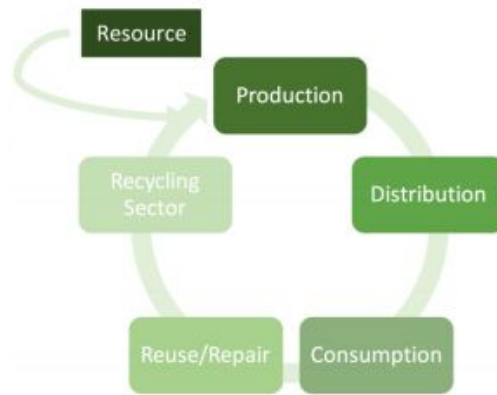 Resource
Production
Distribution
Consumption
Reuse/Repair
Recycling
Sector